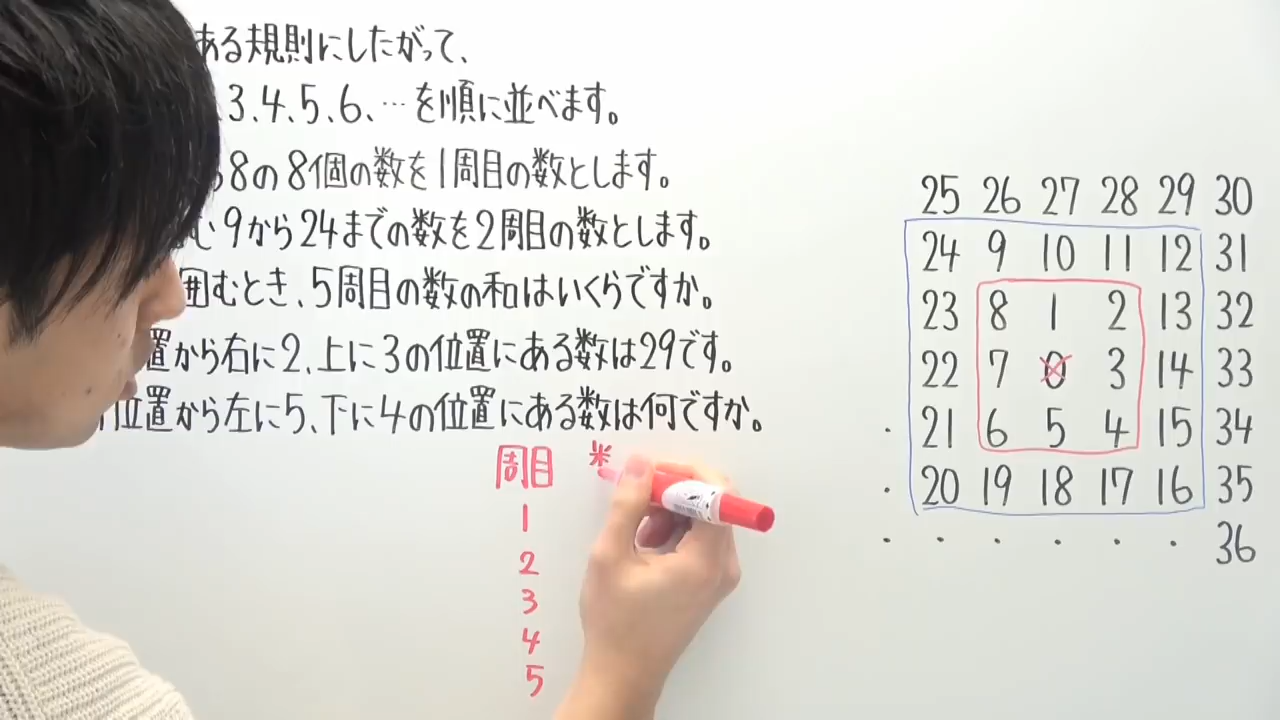 ある規則にしたがって、
3、4、5、6、…を順に並べます。
8の8個の数を1周目の数とします。
む9から24までの数を2周目の数とします。
囲むとき、5周目の数の和はいくらですか。
置から右に2、上に3の位置にある数は29です。
位置から左に5、下に4の位置にある数は何ですか。
周目 米
1
2
3
4
5
25 26 27 28 29 30
24 9 10 11 12 31
23 8 1 2 13 32
22 7 0 3 14 33
・ 21 6 5 4 15 34
・ 20 19 18 17 16 35
・ ・ ・ ・ ・ ・ 36